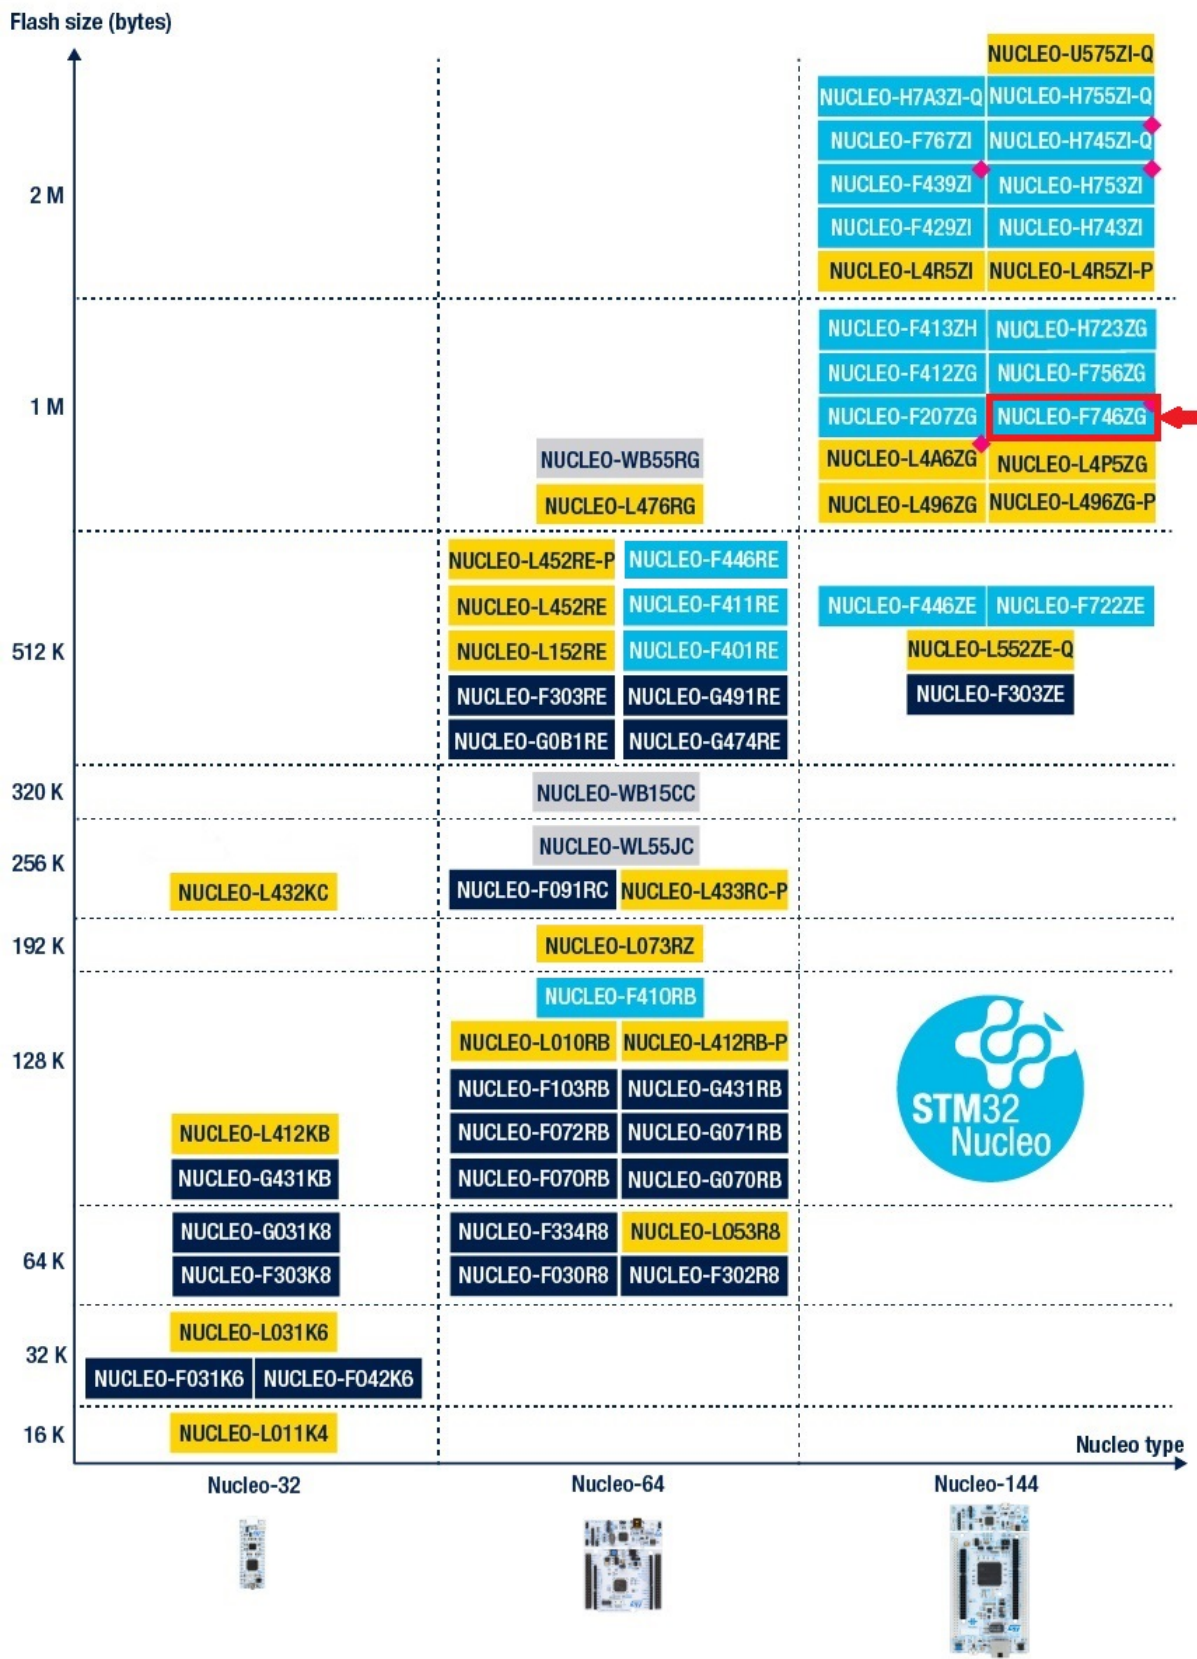 Flash size (bytes)
NUCLEO-U575ZI-Q
NUCLEO-H7A3ZI-Q NUCLEO-H755ZI-Q
NUCLEO-F767ZI NUCLEO-H745ZI-Q
2 M NUCLEO-F439ZI NUCLEO-H753ZI
NUCLEO-F429ZI NUCLEO-H743ZI
NUCLEO-L4R5ZI NUCLEO-L4R5ZI-P
NUCLEO-F413ZH NUCLEO-H723ZG
NUCLEO-F412ZG NUCLEO-F756ZG
1 M NUCLEO-F207ZG NUCLEO-F746ZG
NUCLEO-WB55RG NUCLEO-L4A6ZG NUCLEO-L4P5ZG
NUCLEO-L476RG NUCLEO-L496ZG NUCLEO-L496ZG-P
NUCLEO-L452RE-P NUCLEO-F446RE
NUCLEO-L452RE NUCLEO-F411RE NUCLEO-F446ZE NUCLEO-F722ZE
512 K NUCLEO-L152RE NUCLEO-F401RE NUCLEO-L552ZE-Q
NUCLEO-F303RE NUCLEO-G491RE NUCLEO-F303ZE
NUCLEO-G0B1RE NUCLEO-G474RE
320 K NUCLEO-WB15CC
NUCLEO-WL55JC
256 K
NUCLEO-L432KC NUCLEO-F091RC NUCLEO-L433RC-P
192 K NUCLEO-L073RZ
NUCLEO-F410RB
128 K NUCLEO-L010RB NUCLEO-L412RB-P
NUCLEO-F103RB NUCLEO-G431RB
NUCLEO-L412KB NUCLEO-F072RB NUCLEO-G071RB
NUCLEO-G431KB NUCLEO-F070RB NUCLEO-G070RB
STM32
Nucleo
NUCLEO-G031K8 NUCLEO-F334R8 NUCLEO-L053R8
64 K
NUCLEO-F303K8 NUCLEO-F030R8 NUCLEO-F302R8
NUCLEO-L031K6
32 K
NUCLEO-F031K6 NUCLEO-F042K6
16 K NUCLEO-L011K4
Nucleo type
Nucleo-32 Nucleo-64 Nucleo-144